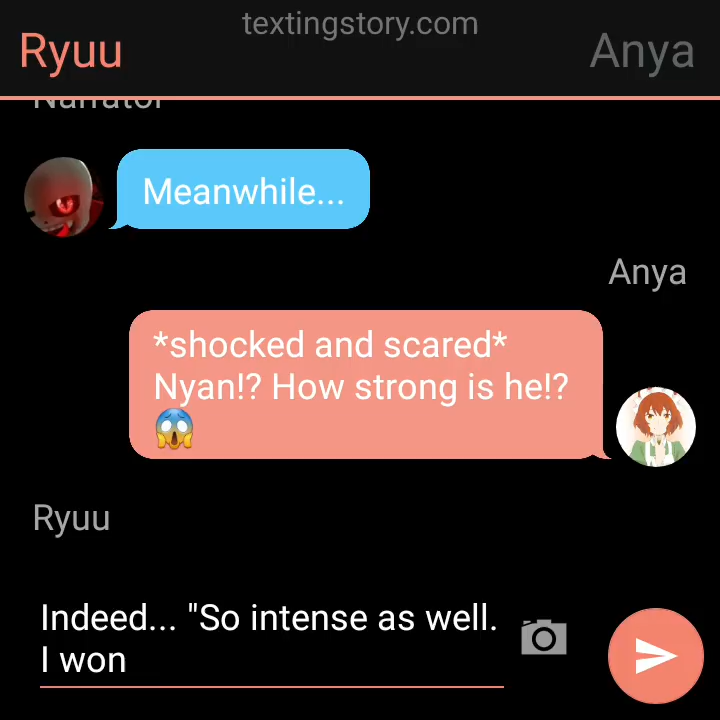 textingstory.com
Ryuu
Anya
Narrator
Meanwhile...
Anya
*shocked and scared*
Nyan!? How strong is he!?
😱
Ryuu
Indeed... "So intense as well.
I won